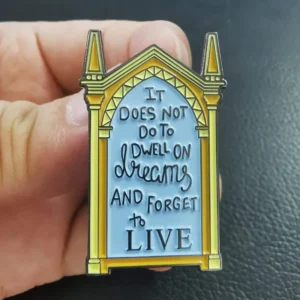 IT
DOES NOT
DO TO
DWELL ON
dreams
AND FORGET
to
LIVE